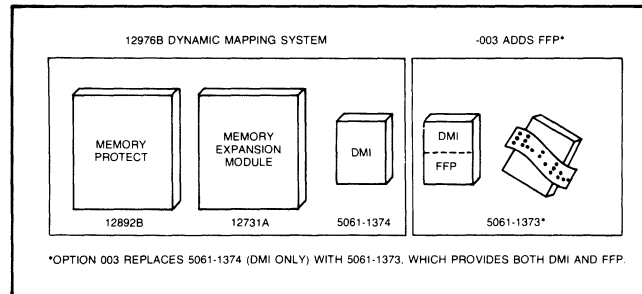 12976B DYNAMIC MAPPING SYSTEM
-003 ADDS FFP*
MEMORY
PROTECT
12892B
MEMORY
EXPANSION
MODULE
12731A
DMI
5061-1374
DMI
FFP
5061-1373*
*OPTION 003 REPLACES 5061-1374 (DMI ONLY) WITH 5061-1373, WHICH PROVIDES BOTH DMI AND FFP.